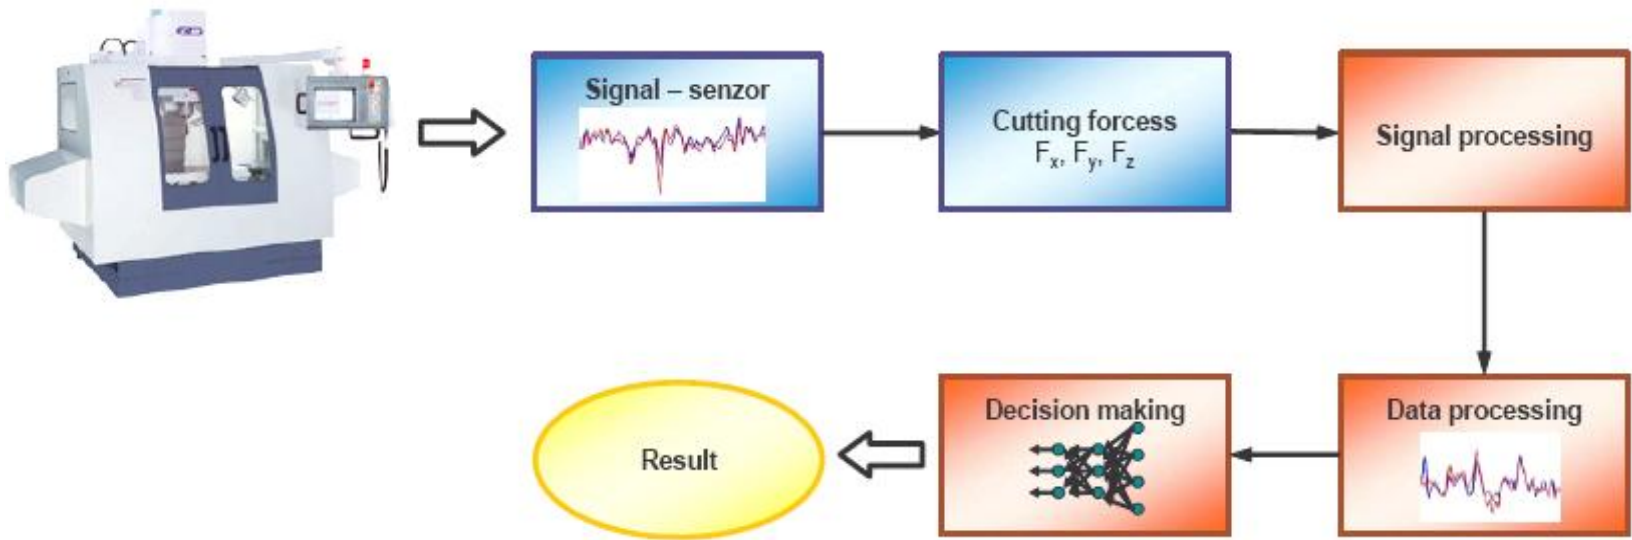 Signal – senzor
Cutting forcess
Fx, Fy, Fz
Signal processing
Data processing
Decision making
Result